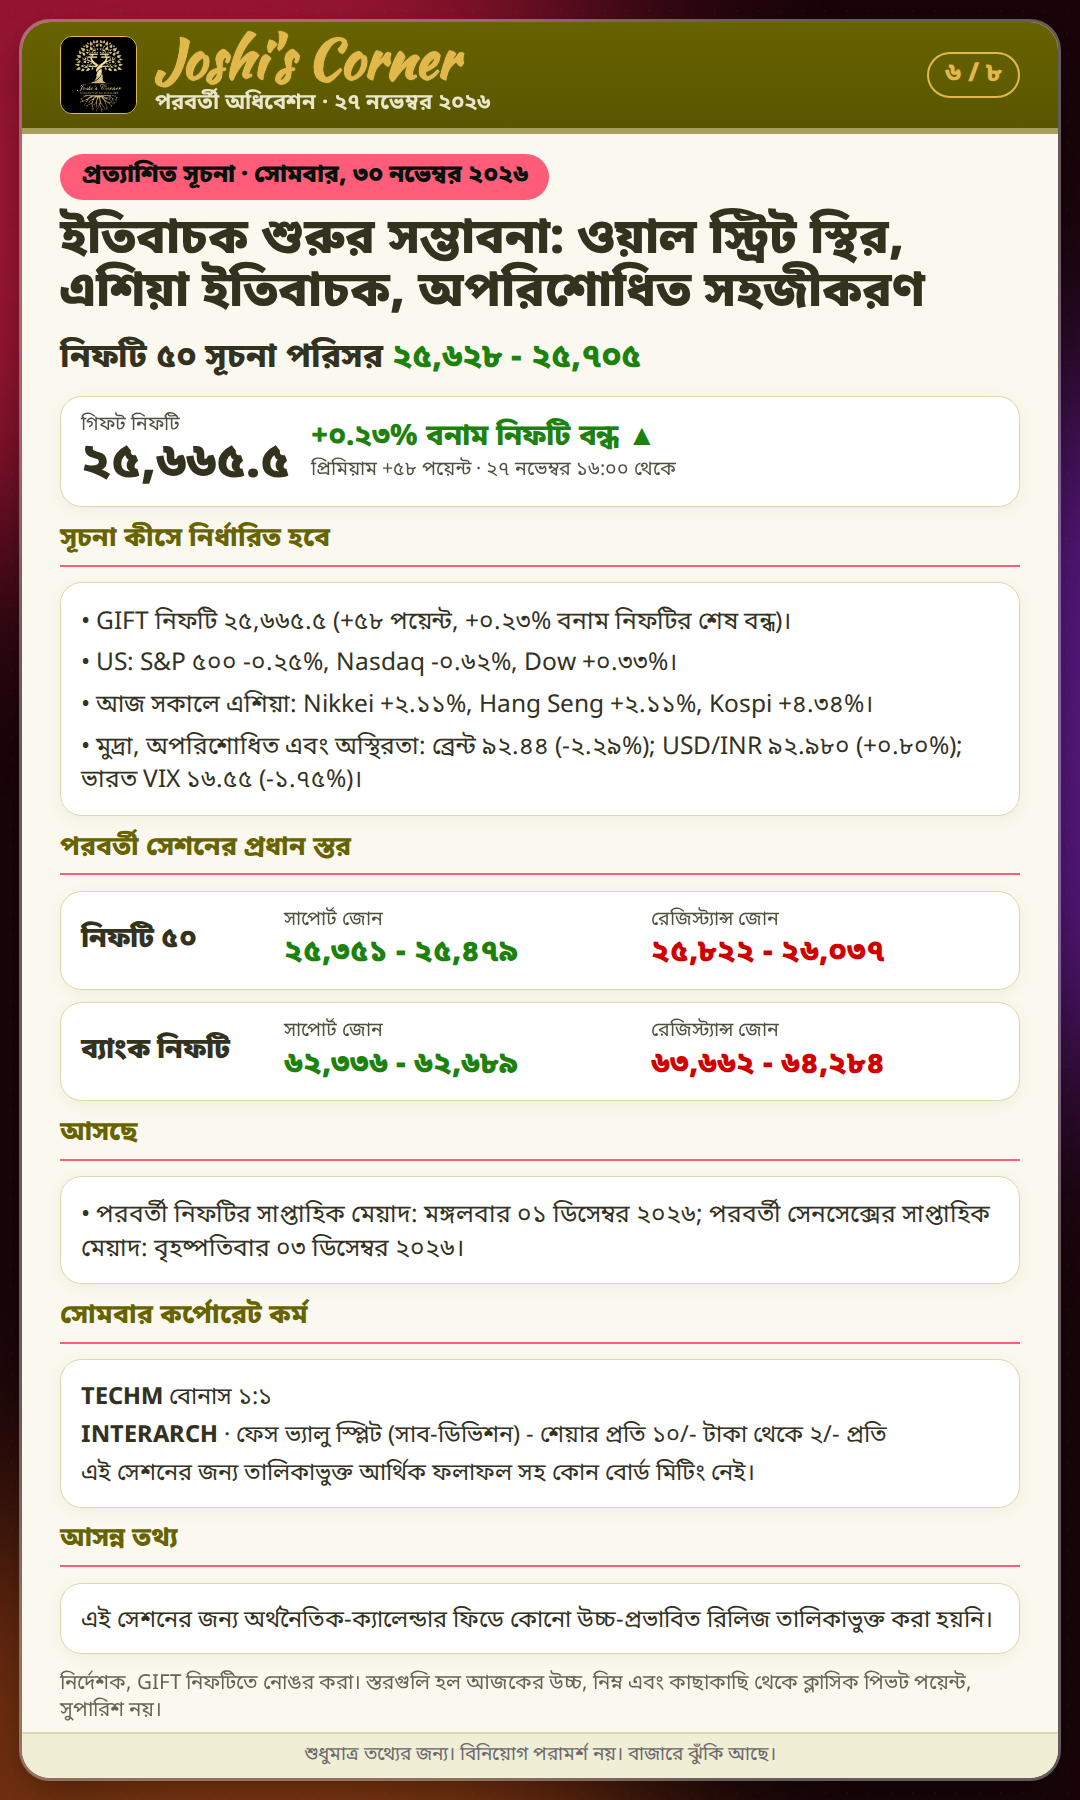 Joshi's Corner
পরবর্তী অধিবেশন · ২৭ নভেম্বর ২০২৬
৬ / ৮
প্রত্যাশিত সূচনা · সোমবার, ৩০ নভেম্বর ২০২৬
ইতিবাচক শুরুর সম্ভাবনা: ওয়াল স্ট্রিট স্থির,
এশিয়া ইতিবাচক, অপরিশোধিত সহজীকরণ
নিফটি ৫০ সূচনা পরিসর ২৫,৬২৮ - ২৫,৭০৫
গিফট নিফটি
২৫,৬৬৫.৫
+০.২৩% বনাম নিফটি বন্ধ ▲
প্রিমিয়াম +৫৮ পয়েন্ট · ২৭ নভেম্বর ১৬:০০ থেকে
সূচনা কীসে নির্ধারিত হবে
• GIFT নিফটি ২৫,৬৬৫.৫ (+৫৮ পয়েন্ট, +০.২৩% বনাম নিফটির শেষ বন্ধ)।
• US: S&P ৫০০ -০.২৫%, Nasdaq -০.৬২%, Dow +০.৩৩%।
• আজ সকালে এশিয়া: Nikkei +২.১১%, Hang Seng +২.১১%, Kospi +৪.৩৪%।
• মুদ্রা, অপরিশোধিত এবং অস্থিরতা: ব্রেন্ট ৯২.৪৪ (-২.২৯%); USD/INR ৯২.৯৮০ (+০.৮০%);
ভারত VIX ১৬.৫৫ (-১.৭৫%)।
পরবর্তী সেশনের প্রধান স্তর
নিফটি ৫০
সাপোর্ট জোন
২৫,৩৫১ - ২৫,৪৭৯
রেজিস্ট্যান্স জোন
২৫,৮২২ - ২৬,০৩৭
ব্যাংক নিফটি
সাপোর্ট জোন
৬২,৩৩৬ - ৬২,৬৮৯
রেজিস্ট্যান্স জোন
৬৩,৬৬২ - ৬৪,২৮৪
আসছে
• পরবর্তী নিফটির সাপ্তাহিক মেয়াদ: মঙ্গলবার ০১ ডিসেম্বর ২০২৬; পরবর্তী সেনসেক্সের সাপ্তাহিক
মেয়াদ: বৃহষ্পতিবার ০৩ ডিসেম্বর ২০২৬।
সোমবার কর্পোরেট কর্ম
TECHM বোনাস ১:১
INTERARCH · ফেস ভ্যালু স্প্লিট (সাব-ডিভিশন) - শেয়ার প্রতি ১০/- টাকা থেকে ২/- প্রতি
এই সেশনের জন্য তালিকাভুক্ত আর্থিক ফলাফল সহ কোন বোর্ড মিটিং নেই।
আসন্ন তথ্য
এই সেশনের জন্য অর্থনৈতিক-ক্যালেন্ডার ফিডে কোনো উচ্চ-প্রভাবিত রিলিজ তালিকাভুক্ত করা হয়নি।
নির্দেশক, GIFT নিফটিতে নোঙর করা। স্তরগুলি হল আজকের উচ্চ, নিম্ন এবং কাছাকাছি থেকে ক্লাসিক পিভট পয়েন্ট,
সুপারিশ নয়।
শুধুমাত্র তথ্যের জন্য। বিনিয়োগ পরামর্শ নয়। বাজারে ঝুঁকি আছে।